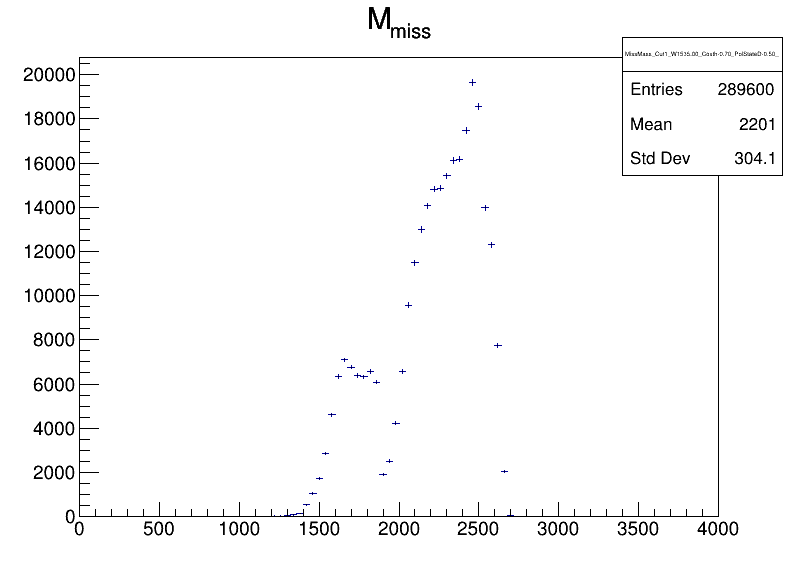 M_miss
MissMass_Cut1_W1535.00_Costh-0.70_PolStateD-0.50_
Entries 289600
Mean 2201
Std Dev 304.1
20000
18000
16000
14000
12000
10000
8000
6000
4000
2000
0
0 500 1000 1500 2000 2500 3000 3500 4000